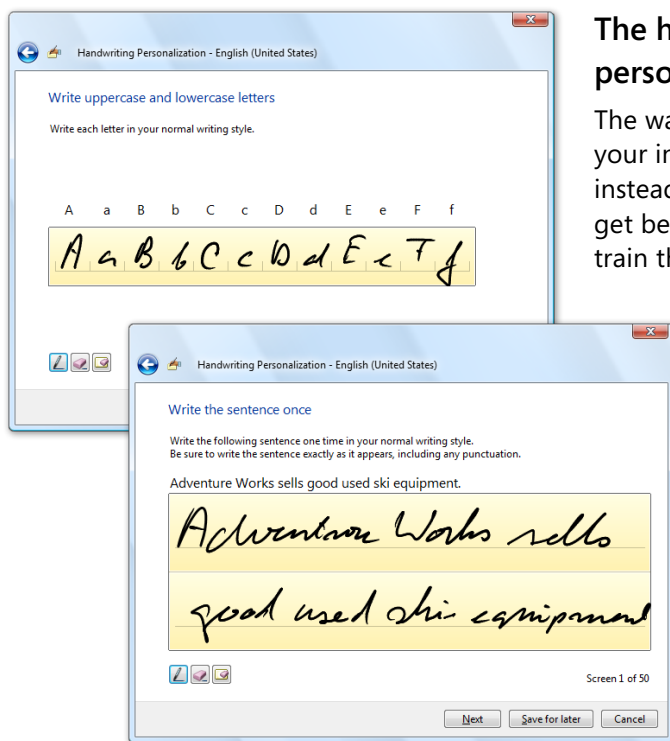 Handwriting Personalization - English (United States)
Write uppercase and lowercase letters
Write each letter in your normal writing style.
A a B b C c D d E e F f
A a B b C c D d E e F f
The h
perso
The wa
your in
instead
get be
train th
Handwriting Personalization - English (United States)
Write the sentence once
Write the following sentence one time in your normal writing style.
Be sure to write the sentence exactly as it appears, including any punctuation.
Adventure Works sells good used ski equipment.
Adventure Works sells
good used ski equipment
Screen 1 of 50
Next Save for later Cancel